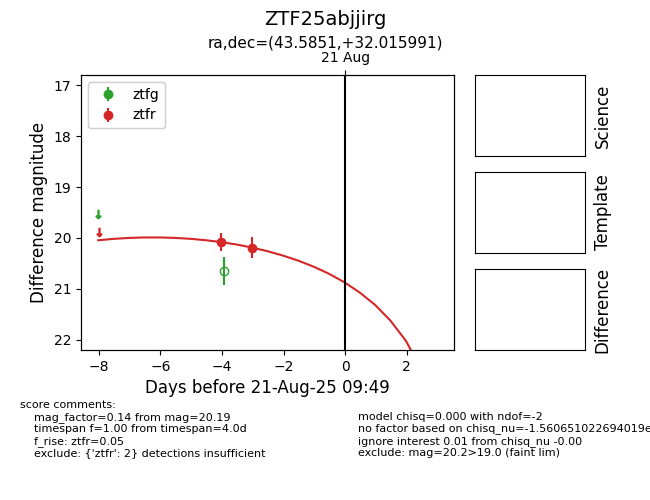 ZTF25abjjirg
ra,dec=(43.5851,+32.015991)
21 Aug
ztfg
ztfr
17
18
19
20
21
22
Difference magnitude
−8
−6
−4
−2
0
2
Days before 21-Aug-25 09:49
Science
Template
Difference
score comments:
mag_factor=0.14 from mag=20.19
timespan f=1.00 from timespan=4.0d
f_rise: ztfr=0.05
exclude: {'ztfr': 2} detections insufficient
model chisq=0.000 with ndof=-2
no factor based on chisq_nu=-1.560651022694019e
ignore interest 0.01 from chisq_nu -0.00
exclude: mag=20.2>19.0 (faint lim)